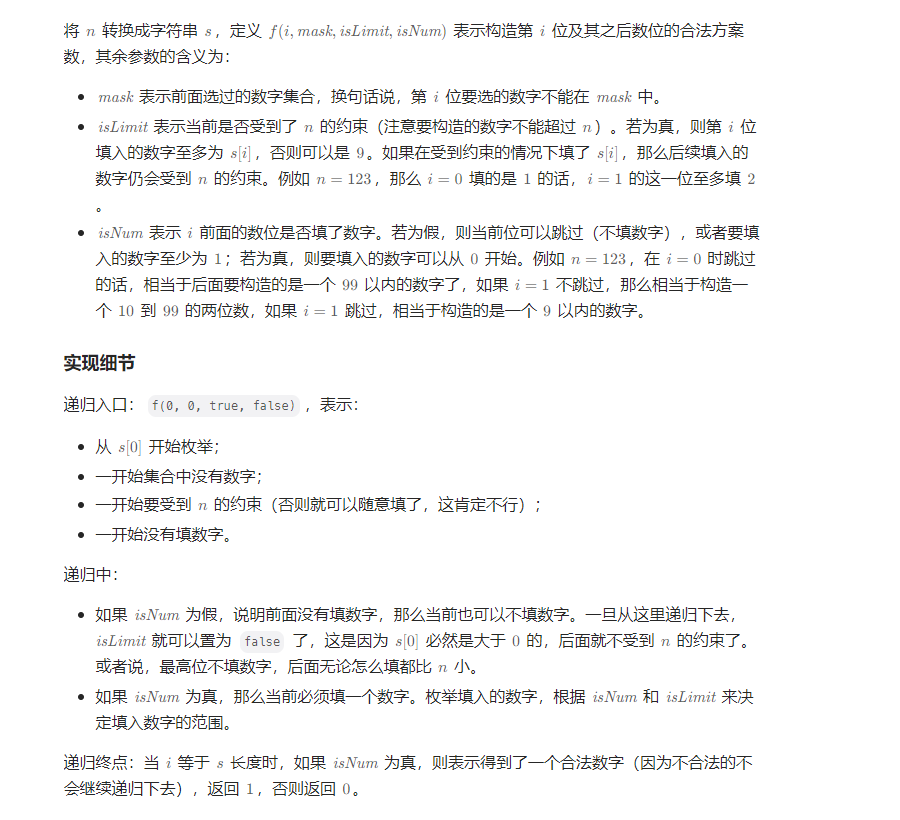 将 n 转换成字符串 s，定义 f(i, mask, isLimit, isNum) 表示构造第 i 位及其之后数位的合法方案
数，其余参数的含义为：
• mask 表示前面选过的数字集合，换句话说，第 i 位要选的数字不能在 mask 中。
• isLimit 表示当前是否受到了 n 的约束（注意要构造的数字不能超过 n）。若为真，则第 i 位
填入的数字至多为 s[i]，否则可以是 9。如果在受到约束的情况下填了 s[i]，那么后续填入的
数字仍会受到 n 的约束。例如 n = 123，那么 i = 0 填的是 1 的话，i = 1 的这一位至多填 2
。
• isNum 表示 i 前面的数位是否填了数字。若为假，则当前位可以跳过（不填数字），或者要填
入的数字至少为 1；若为真，则要填入的数字可以从 0 开始。例如 n = 123，在 i = 0 时跳过
的话，相当于后面要构造的是一个 99 以内的数字了，如果 i = 1 不跳过，那么相当于构造一
个 10 到 99 的两位数，如果 i = 1 跳过，相当于构造的是一个 9 以内的数字。
实现细节
递归入口：f(0, 0, true, false)，表示：
• 从 s[0] 开始枚举；
• 一开始集合中没有数字；
• 一开始要受到 n 的约束（否则就可以随意填了，这肯定不行）；
• 一开始没有填数字。
递归中：
• 如果 isNum 为假，说明前面没有填数字，那么当前也可以不填数字。一旦从这里递归下去，
isLimit 就可以置为 false 了，这是因为 s[0] 必然是大于 0 的，后面就不受到 n 的约束了。
或者说，最高位不填数字，后面无论怎么填都比 n 小。
• 如果 isNum 为真，那么当前必须填一个数字。枚举填入的数字，根据 isNum 和 isLimit 来决
定填入数字的范围。
递归终点：当 i 等于 s 长度时，如果 isNum 为真，则表示得到了一个合法数字（因为不合法的不
会继续递归下去），返回 1，否则返回 0。